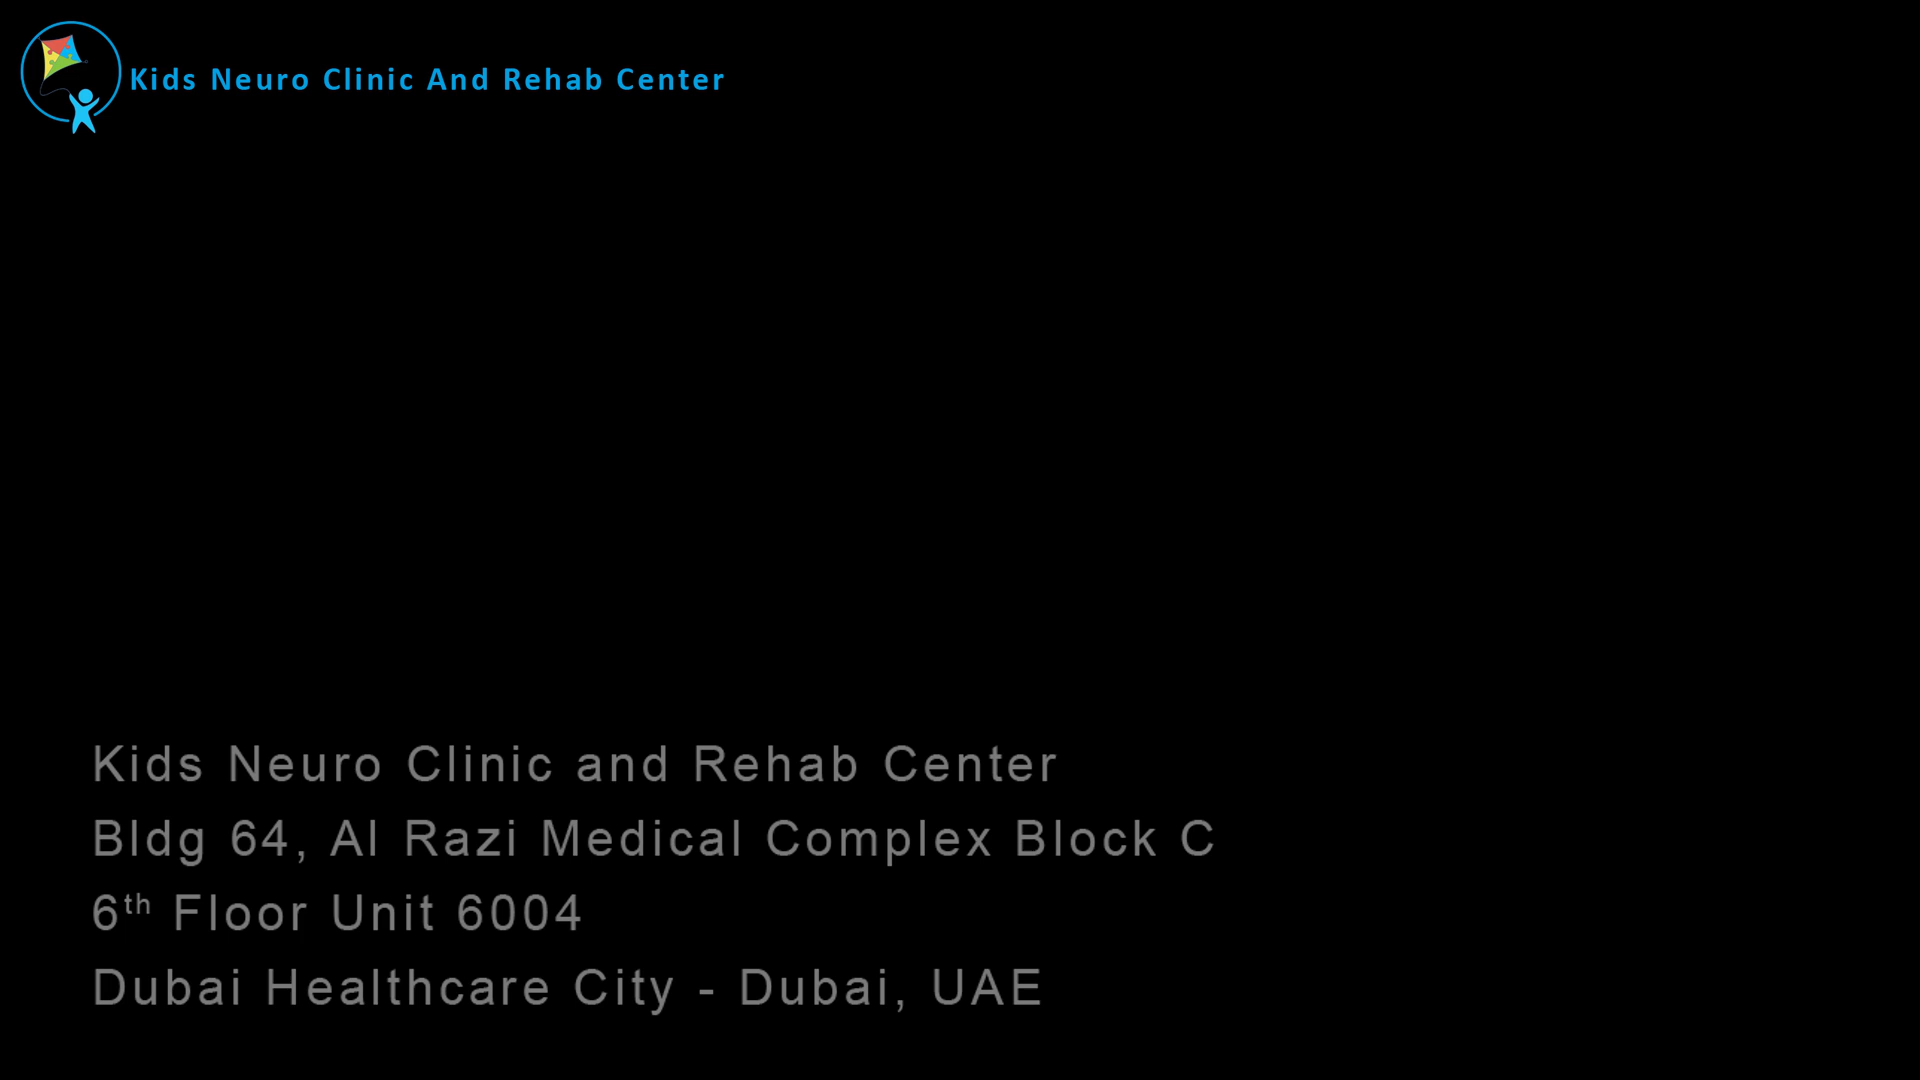 Kids Neuro Clinic And Rehab Center
Kids Neuro Clinic and Rehab Center
Bldg 64, Al Razi Medical Complex Block C
6th Floor Unit 6004
Dubai Healthcare City - Dubai, UAE